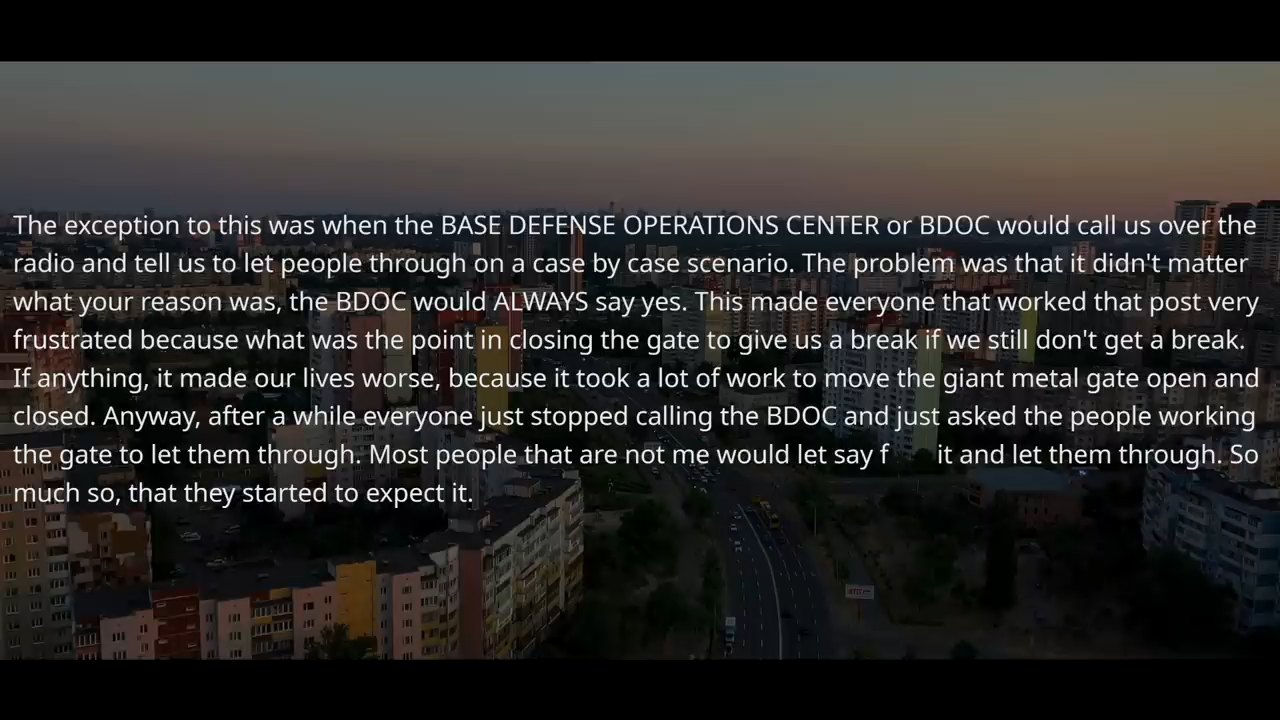 The exception to this was when the BASE DEFENSE OPERATIONS CENTER or BDOC would call us over the
radio and tell us to let people through on a case by case scenario. The problem was that it didn't matter
what your reason was, the BDOC would ALWAYS say yes. This made everyone that worked that post very
frustrated because what was the point in closing the gate to give us a break if we still don't get a break.
If anything, it made our lives worse, because it took a lot of work to move the giant metal gate open and
closed. Anyway, after a while everyone just stopped calling the BDOC and just asked the people working
the gate to let them through. Most people that are not me would let say f it and let them through. So
much so, that they started to expect it.